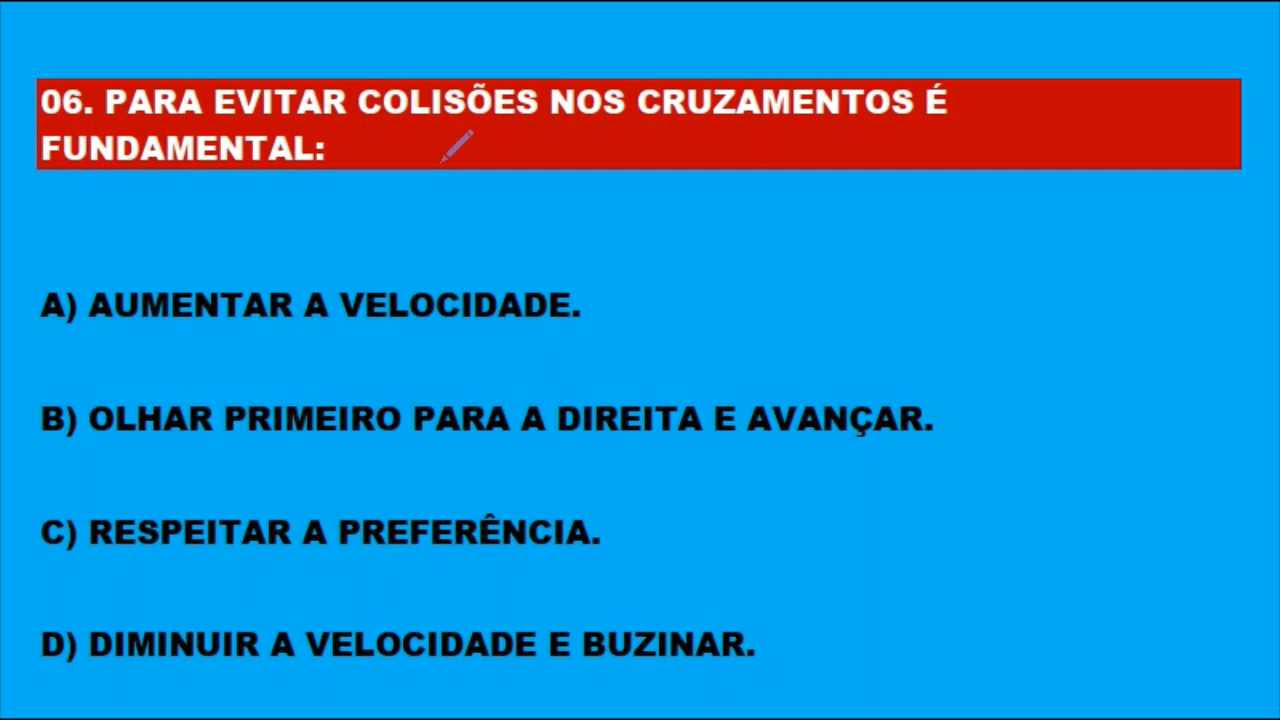 06. PARA EVITAR COLISÕES NOS CRUZAMENTOS É
FUNDAMENTAL:
A) AUMENTAR A VELOCIDADE.
B) OLHAR PRIMEIRO PARA A DIREITA E AVANÇAR.
C) RESPEITAR A PREFERÊNCIA.
D) DIMINUIR A VELOCIDADE E BUZINAR.